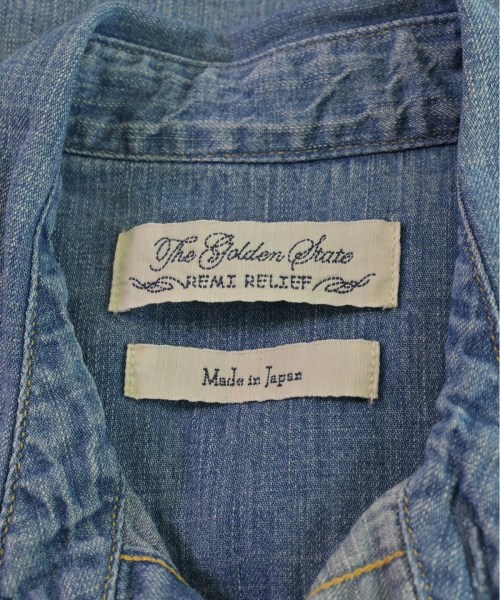 The Golden State
REMI RELIEF
Made in Japan